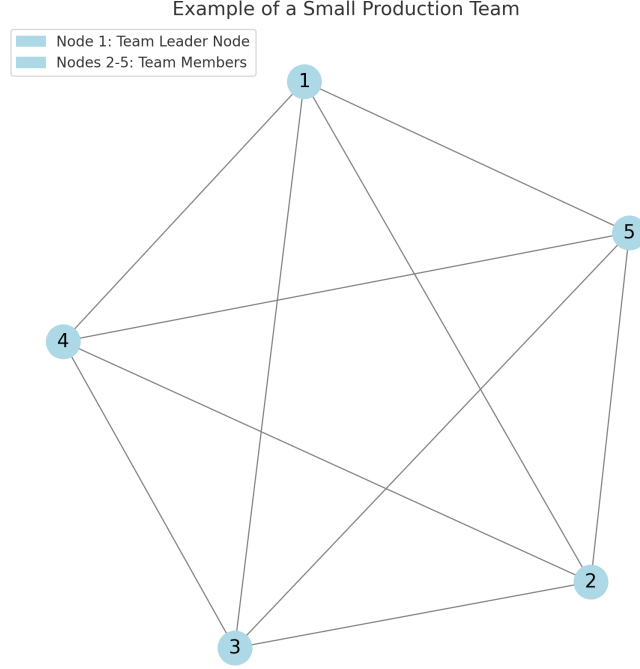 Example of a Small Production Team
Node 1: Team Leader Node
Nodes 2-5: Team Members
1
5
4
2
3